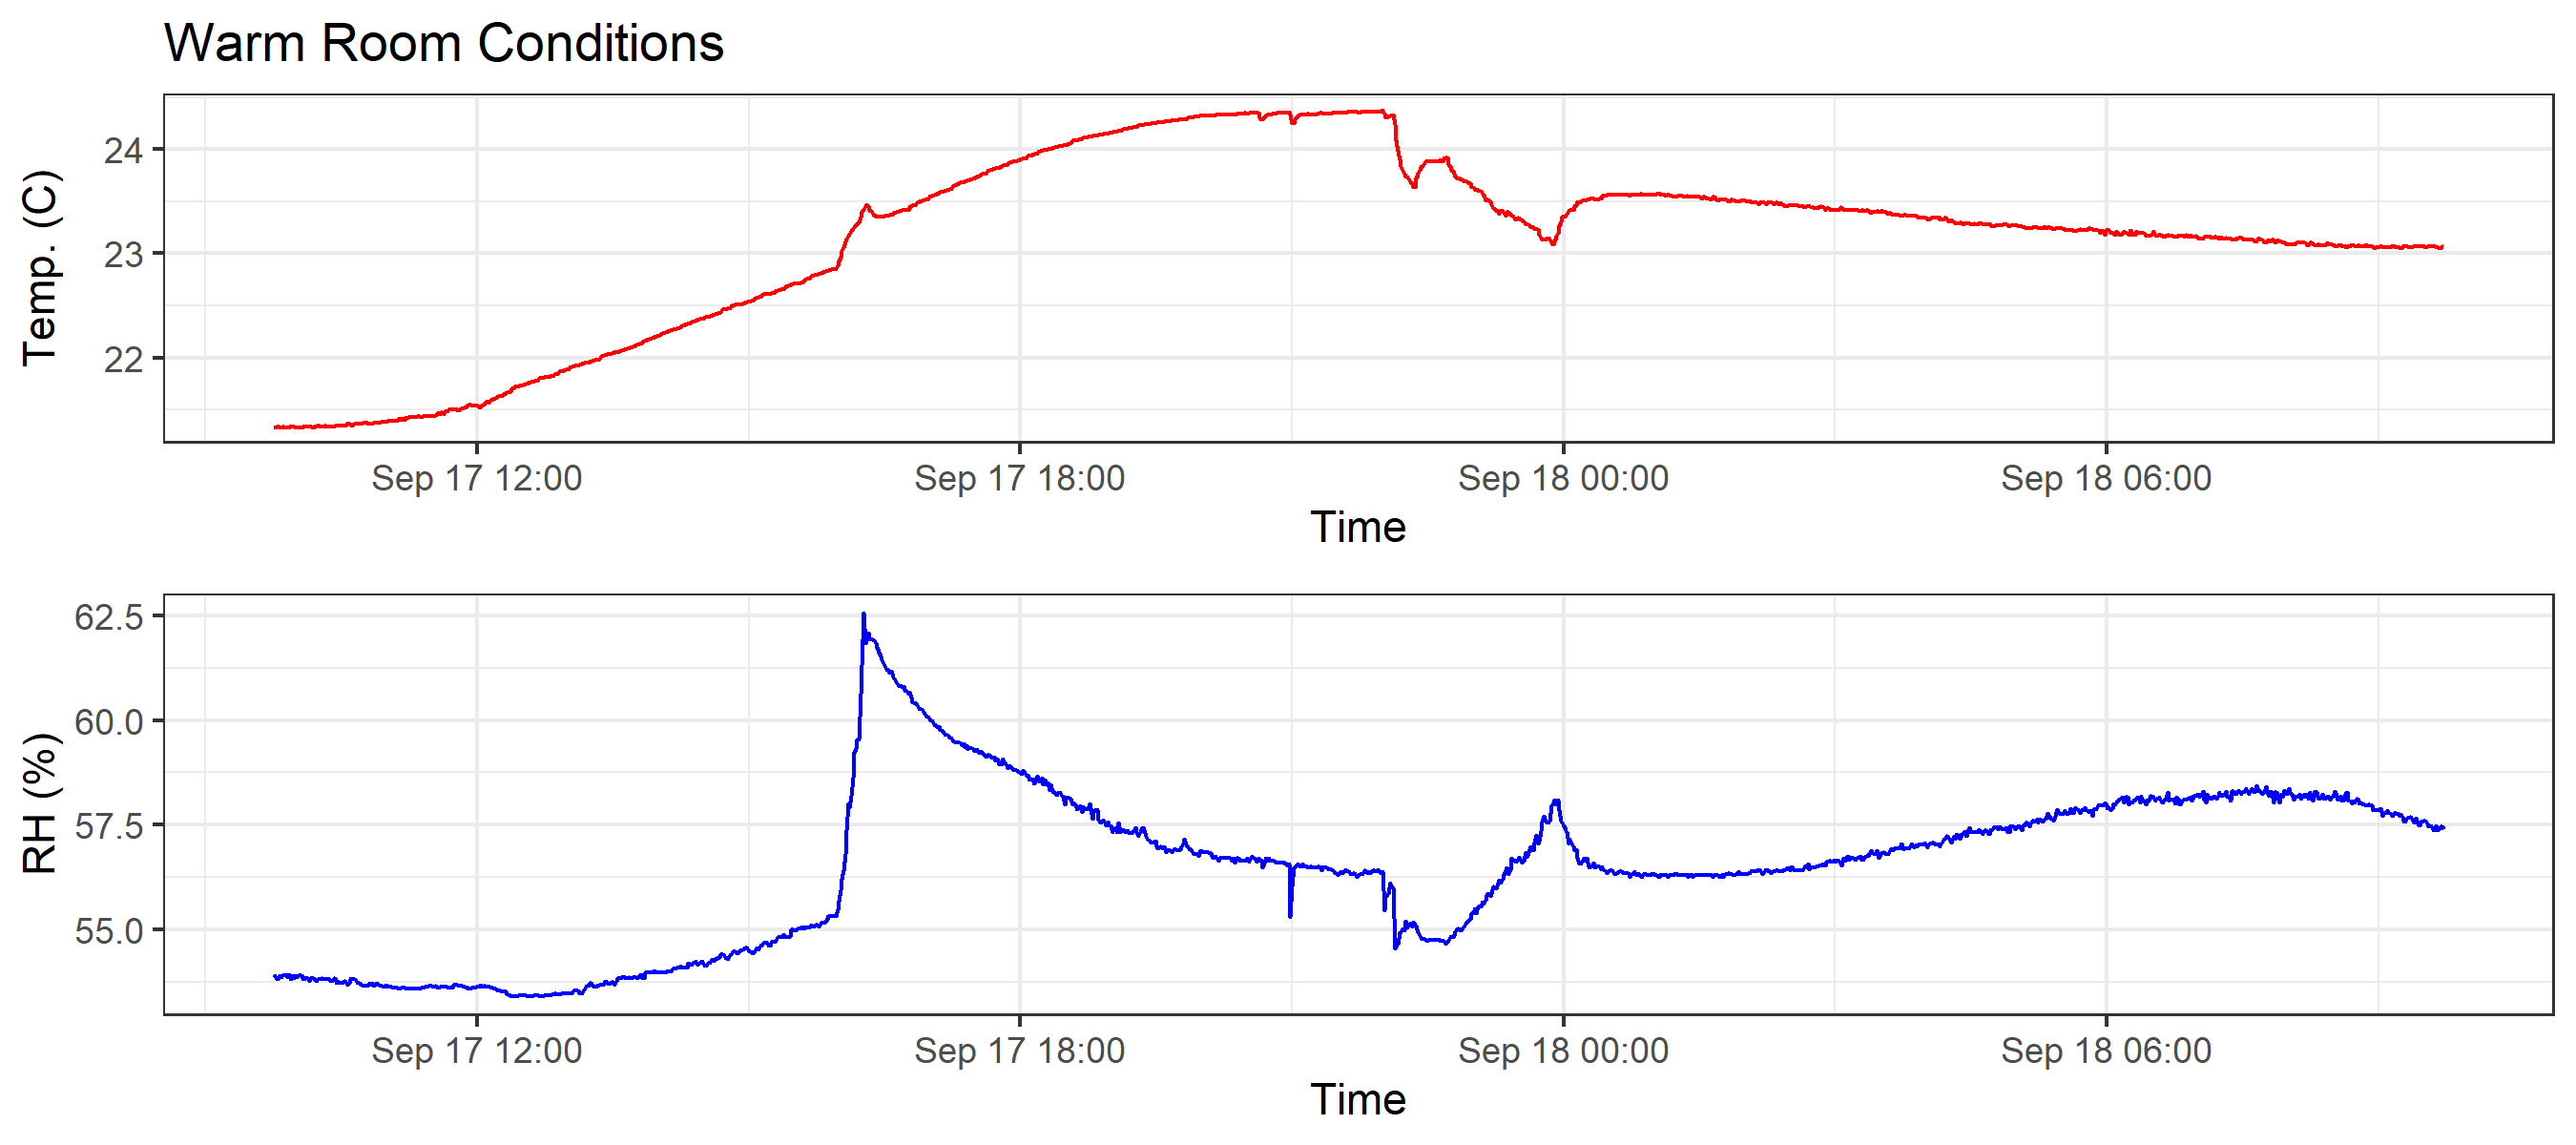 Warm Room Conditions
Temp. (C)
24
23
22
Sep 17 12:00 Sep 17 18:00 Sep 18 00:00 Sep 18 06:00
Time
RH (%)
62.5
60.0
57.5
55.0
Sep 17 12:00 Sep 17 18:00 Sep 18 00:00 Sep 18 06:00
Time